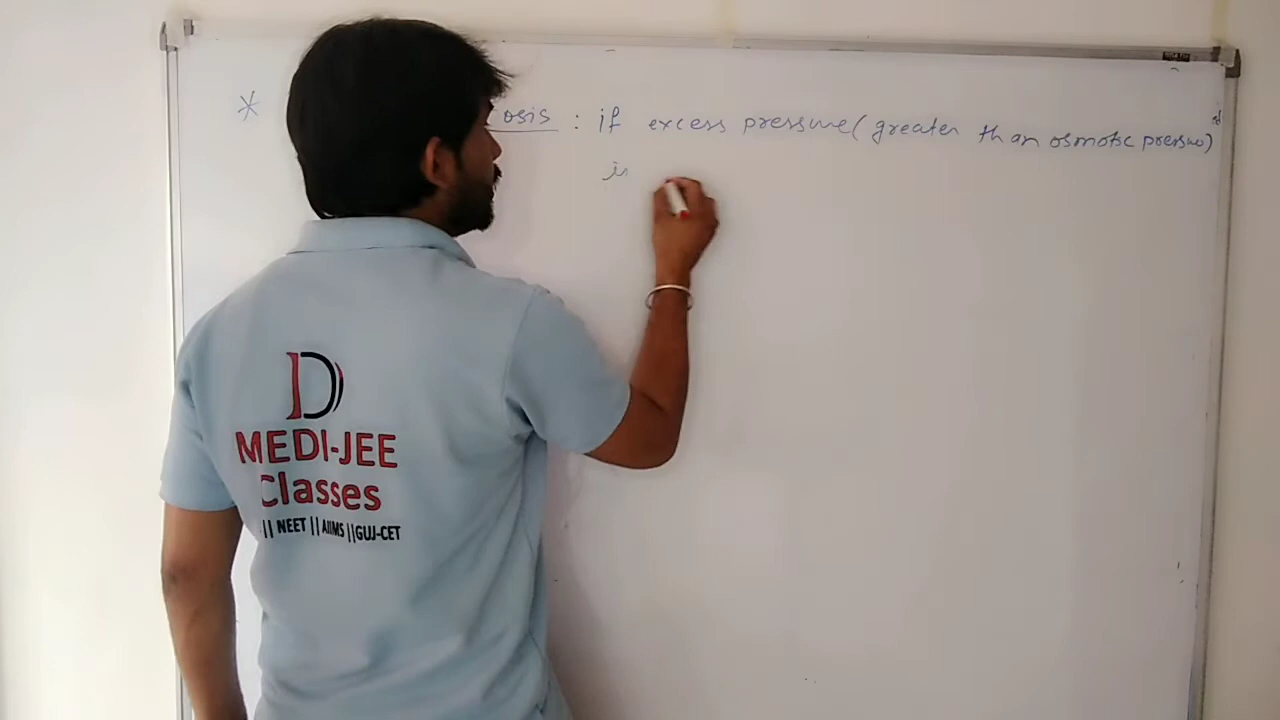 * osis : if excess pressure ( greater than osmotic pressure )
is
MEDI-JEE
Classes
|| NEET || AIIMS || GUJ-CET